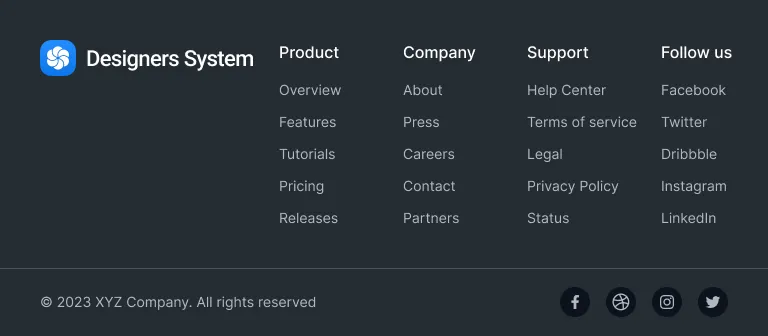 Designers System
Product
Overview
Features
Tutorials
Pricing
Releases
Company
About
Press
Careers
Contact
Partners
Support
Help Center
Terms of service
Legal
Privacy Policy
Status
Follow us
Facebook
Twitter
Dribbble
Instagram
LinkedIn
© 2023 XYZ Company. All rights reserved